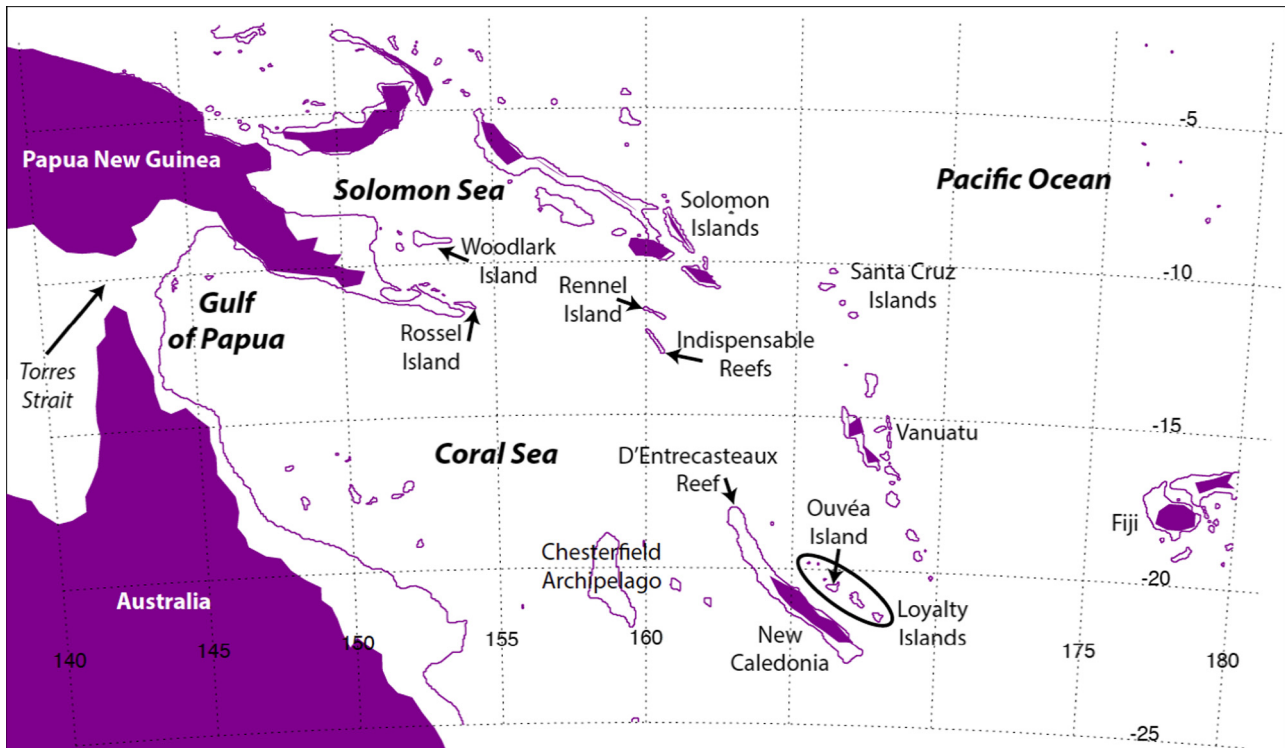 -5
Papua New Guinea
Solomon Sea
Pacific Ocean
Solomon
Islands
Woodlark
Island
-10
Santa Cruz
Islands
Rennel
Island
Gulf
of Papua
Rossel
Island
Indispensable
Reefs
Torres
Strait
-15
Vanuatu
Coral Sea
D'Entrecasteaux
Reef
Ouvéa
Island
Fiji
Chesterfield
Archipelago
-20
Australia
Loyalty
Islands
New
Caledonia
140
145
150
155
160
175
180
-25